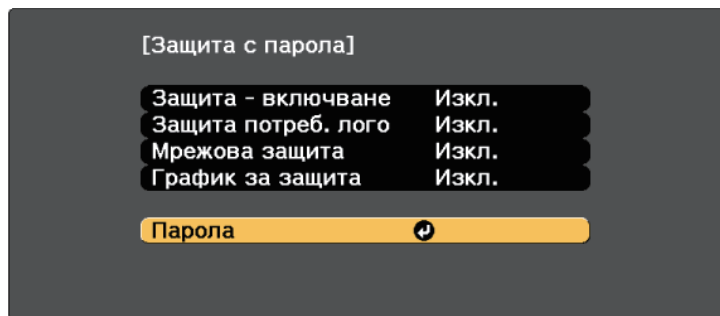 [Защита с парола]
Защита - включване Изкл.
Защита потреб. лого Изкл.
Мрежова защита Изкл.
График за защита Изкл.
Парола